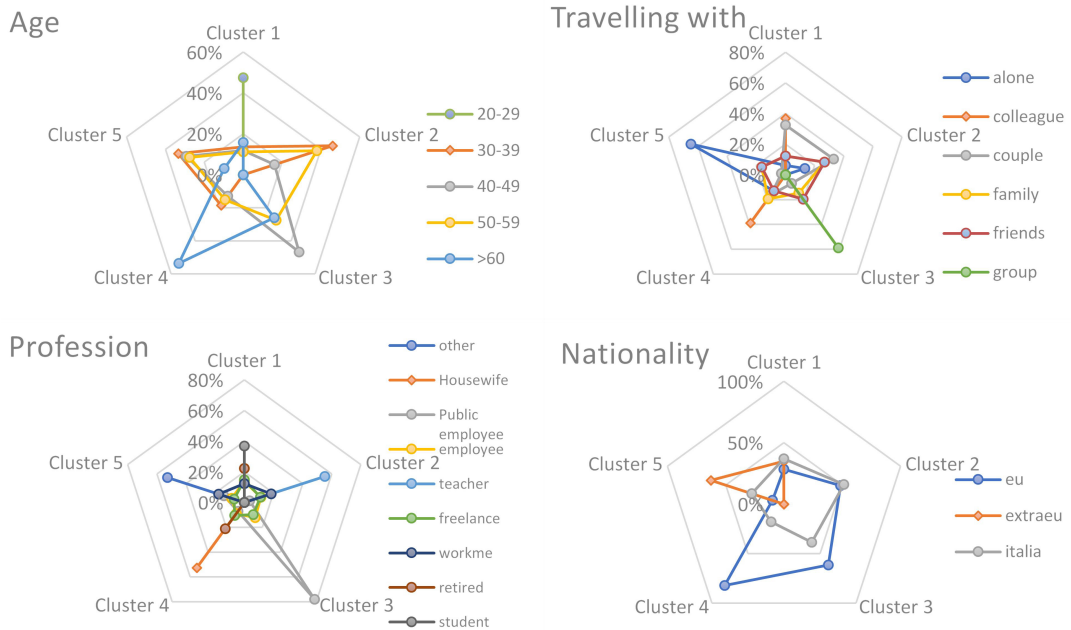 Age
Cluster 1
60%
40%
20%
0%
Cluster 2
Cluster 3
Cluster 4
Cluster 5
20-29
30-39
40-49
50-59
>60
Travelling with
Cluster 1
80%
60%
40%
20%
0%
Cluster 2
Cluster 3
Cluster 4
Cluster 5
alone
colleague
couple
family
friends
group
Profession
Cluster 1
80%
60%
40%
20%
0%
Cluster 2
Cluster 3
Cluster 4
Cluster 5
other
Housewife
Public
employee
employee
teacher
freelance
workme
retired
student
Nationality
Cluster 1
100%
50%
0%
Cluster 2
Cluster 3
Cluster 4
Cluster 5
eu
extraeu
italia